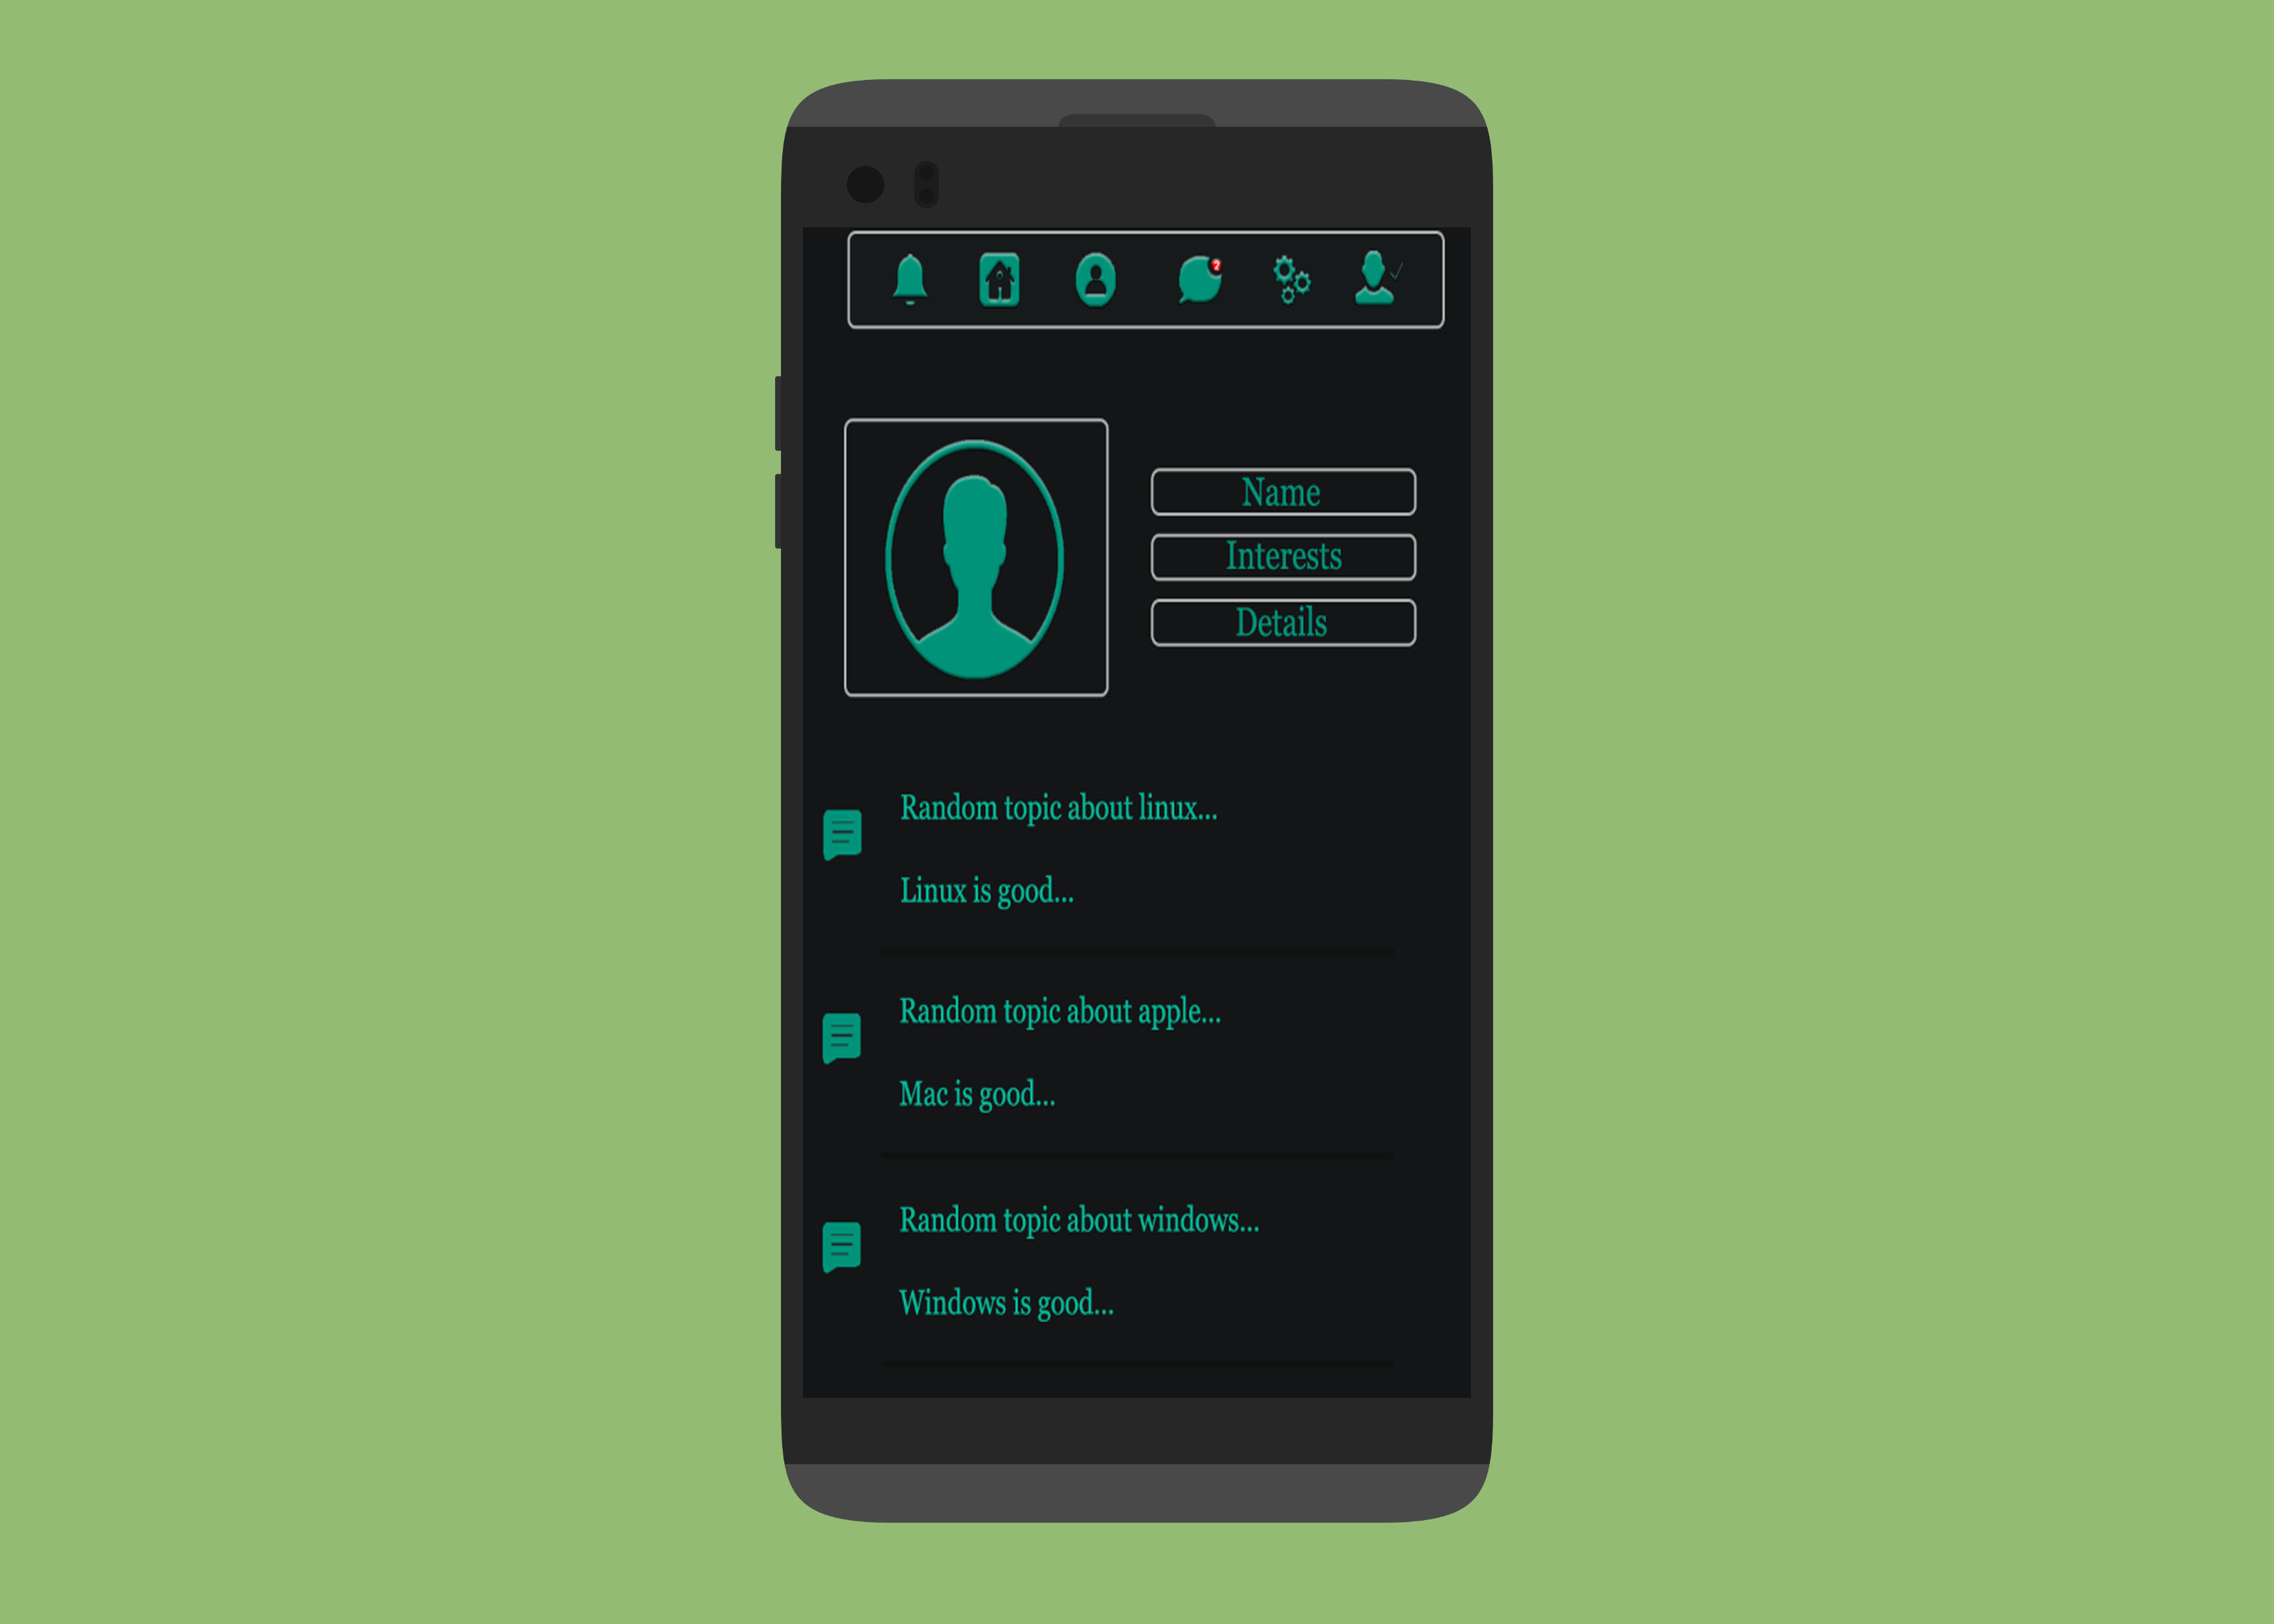 2
Name
Interests
Details
Random topic about linux...
Linux is good...
Random topic about apple...
Mac is good...
Random topic about windows...
Windows is good...